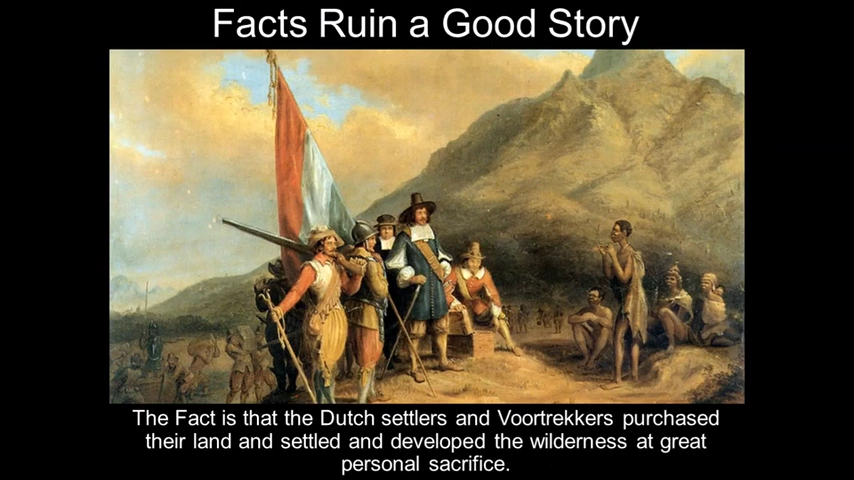 Facts Ruin a Good Story
The Fact is that the Dutch settlers and Voortrekkers purchased
their land and settled and developed the wilderness at great
personal sacrifice.